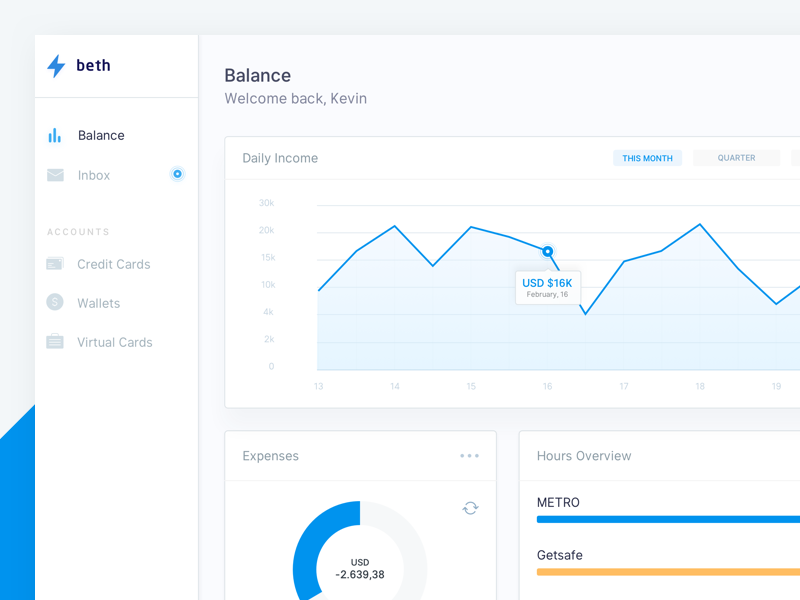 beth
Balance
Inbox
ACCOUNTS
Credit Cards
Wallets
Virtual Cards
Balance
Welcome back, Kevin
Daily Income
THIS MONTH
QUARTER
30k
20k
15k
10k
4k
2k
0
USD $16K
February, 16
13 14 15 16 17 18 19
Expenses
USD
-2.639,38
Hours Overview
METRO
Getsafe